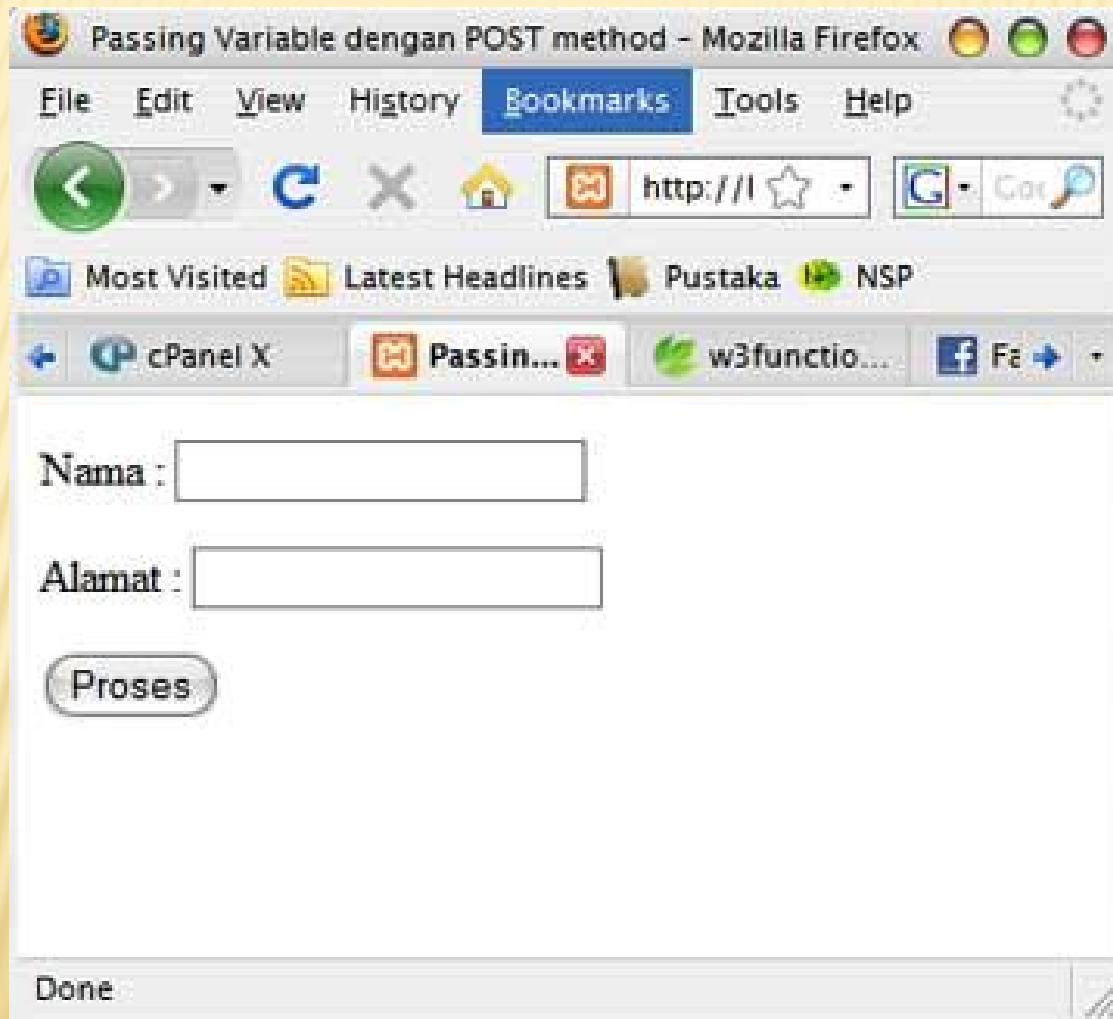 Passing Variable dengan POST method - Mozilla Firefox
File Edit View History Bookmarks Tools Help
http://l G
Most Visited Latest Headlines Pustaka NSP
cPanel X Passin... w3functio... Fa
Nama :
Alamat :
Proses
Done